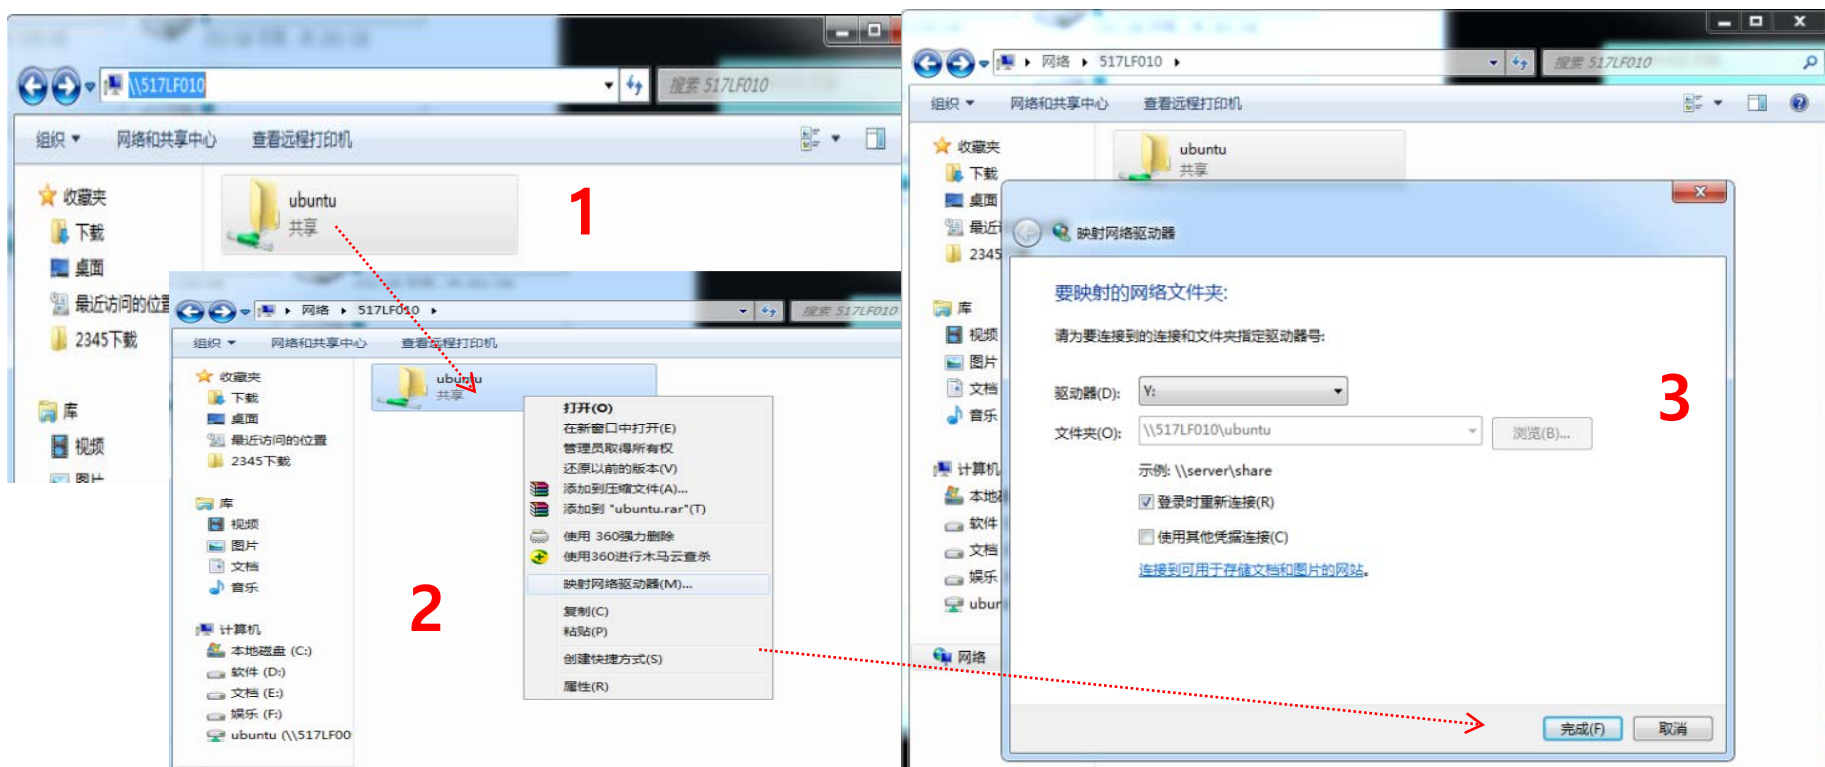 \\517LF010
搜索 517LF010
组织
网络和共享中心
查看远程打印机
收藏夹
下载
桌面
最近访问的位置
2345下载
库
视频
图片
ubuntu
共享
1
网络
517LF010
搜索 517LF010
组织
网络和共享中心
查看远程打印机
收藏夹
下载
桌面
最近访问的位置
2345下载
库
视频
图片
文档
音乐
计算机
本地磁盘 (C:)
软件 (D:)
文档 (E:)
娱乐 (F:)
ubuntu (\\517LF00
ubuntu
共享
打开(O)
在新窗口中打开(E)
管理员取得所有权
还原以前的版本(V)
添加到压缩文件(A)...
添加到 "ubuntu.rar"(T)
使用 360强力删除
使用360进行木马云查杀
映射网络驱动器(M)...
复制(C)
粘贴(P)
创建快捷方式(S)
属性(R)
2
网络
517LF010
搜索 517LF010
组织
网络和共享中心
查看远程打印机
收藏夹
下载
桌面
最近
2345
库
视频
图片
文档
音乐
计算机
本地
软件
文档
娱乐
ubun
网络
ubuntu
共享
映射网络驱动器
要映射的网络文件夹:
请为要连接到的连接和文件夹指定驱动器号:
驱动器(D):
Y:
文件夹(O):
\\517LF010\ubuntu
浏览(B)...
示例: \\server\share
登录时重新连接(R)
使用其他凭据连接(C)
连接到可用于存储文档和图片的网站。
完成(F)
取消
3